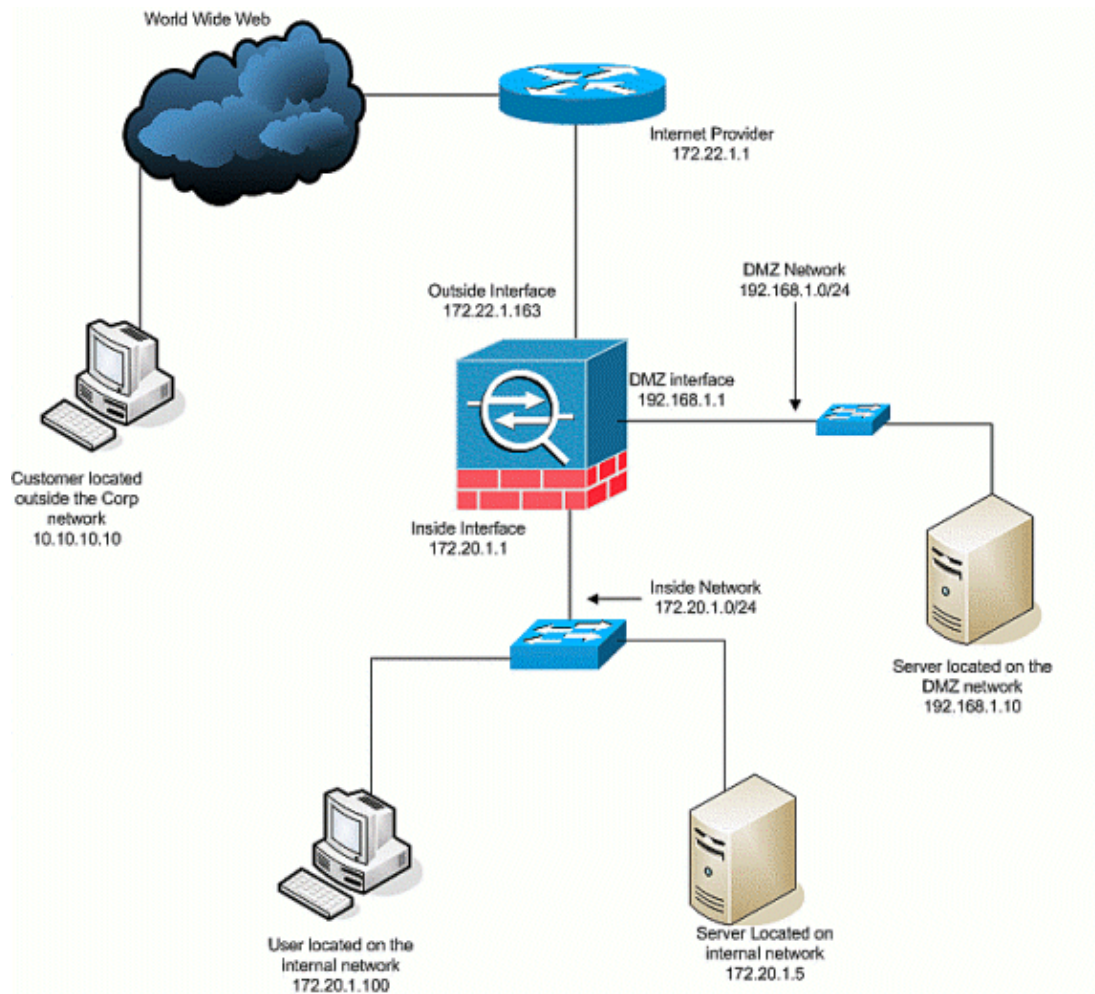 World Wide Web
Internet Provider
172.22.1.1
DMZ Network
192.168.1.0/24
Outside Interface
172.22.1.163
DMZ interface
192.168.1.1
Customer located
outside the Corp
network
10.10.10.10
Inside Interface
172.20.1.1
Inside Network
172.20.1.0/24
Server located on the
DMZ network
192.168.1.10
User located on the
internal network
172.20.1.100
Server Located on
internal network
172.20.1.5